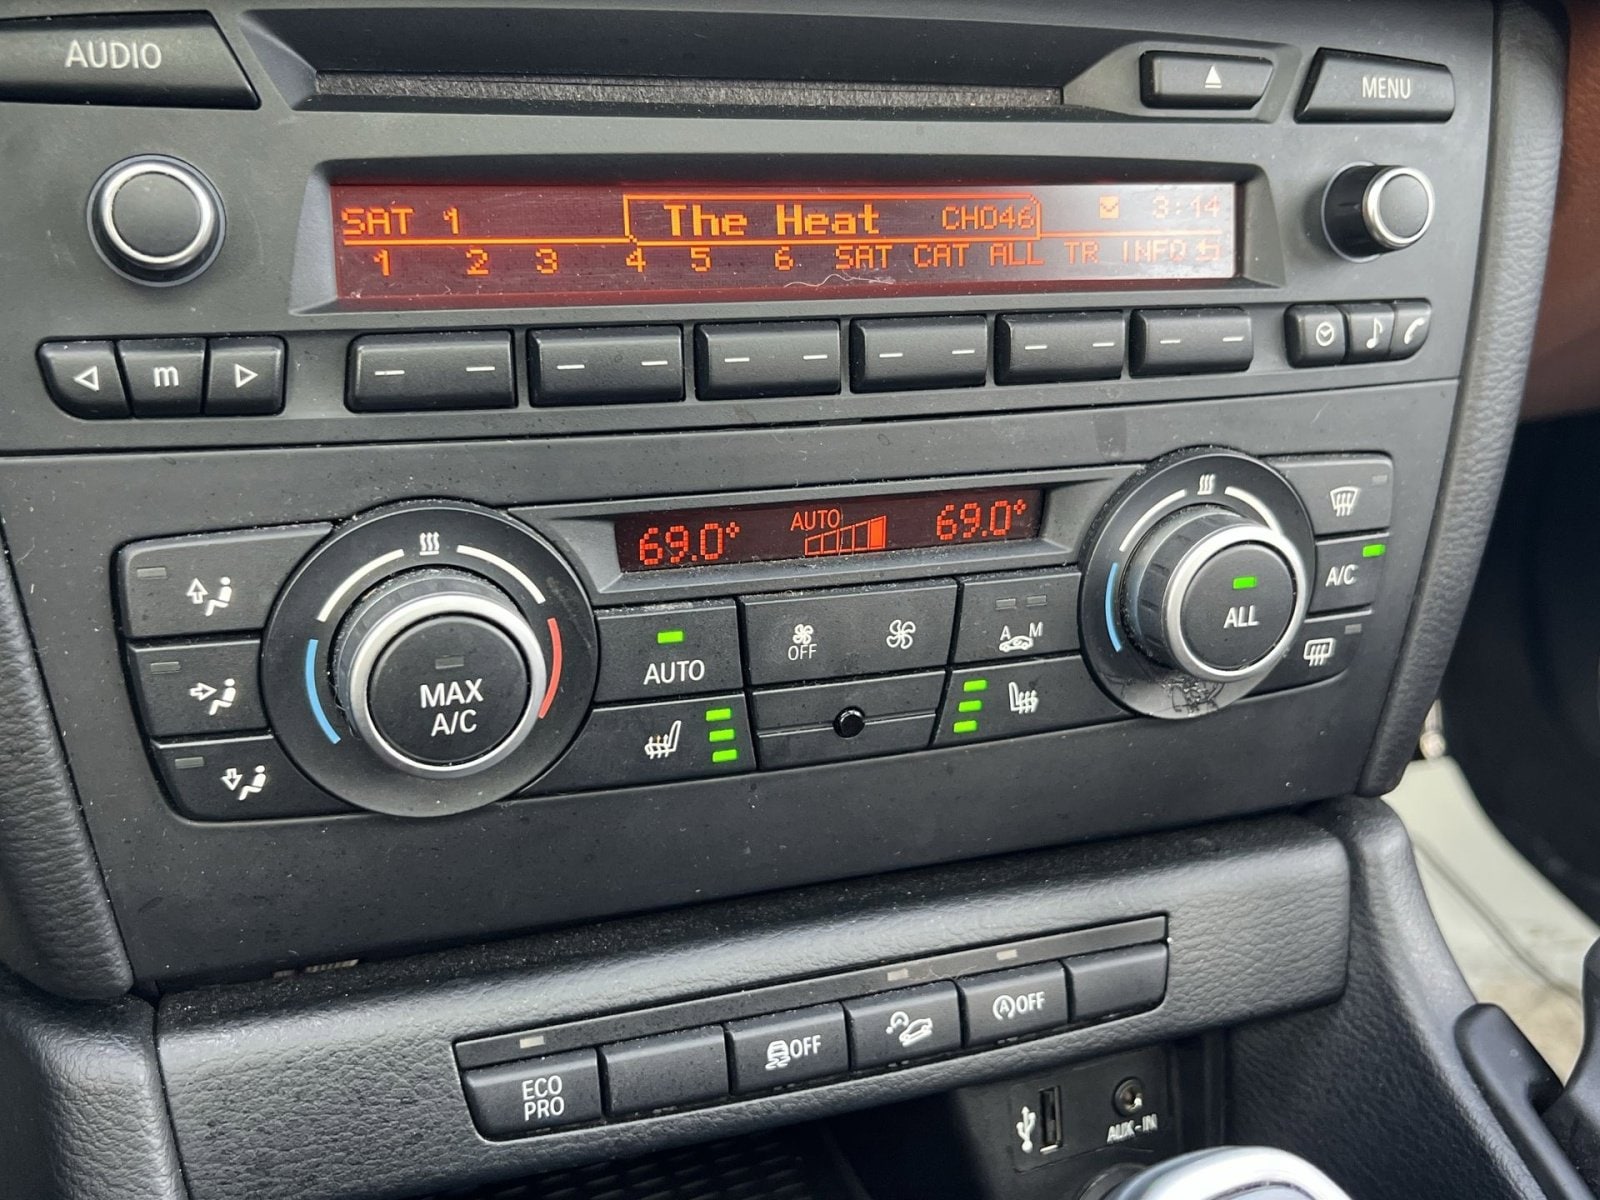 AUDIO
MENU
SAT 1 The Heat CH046 3:14
1 2 3 4 5 6 SAT CAT ALL TR INFO
m
69.0° AUTO 69.0°
A/C
ALL
OFF
A M
AUTO
MAX
A/C
OFF
OFF
ECO
PRO
AUX-IN